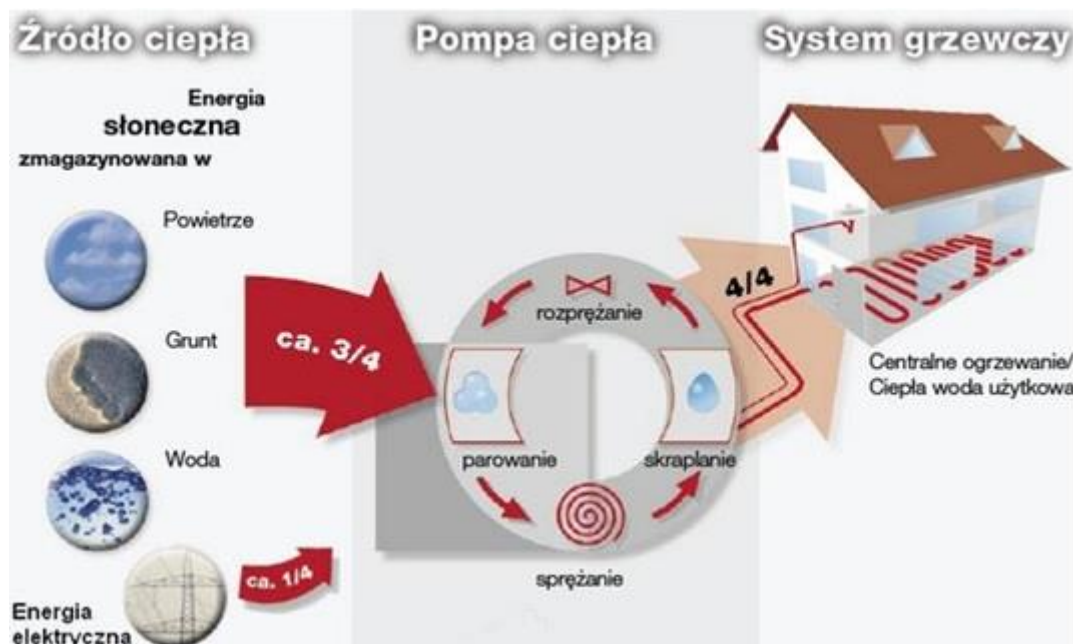 Źródło ciepła
Pompa ciepła
System grzewczy
Energia
słoneczna
zmagazynowana w
Powietrze
Grunt
Woda
Energia
elektryczna
ca. 3/4
ca. 1/4
rozprężanie
parowanie
skraplanie
sprężanie
4/4
Centralne ogrzewanie/
Ciepła woda użytkowa